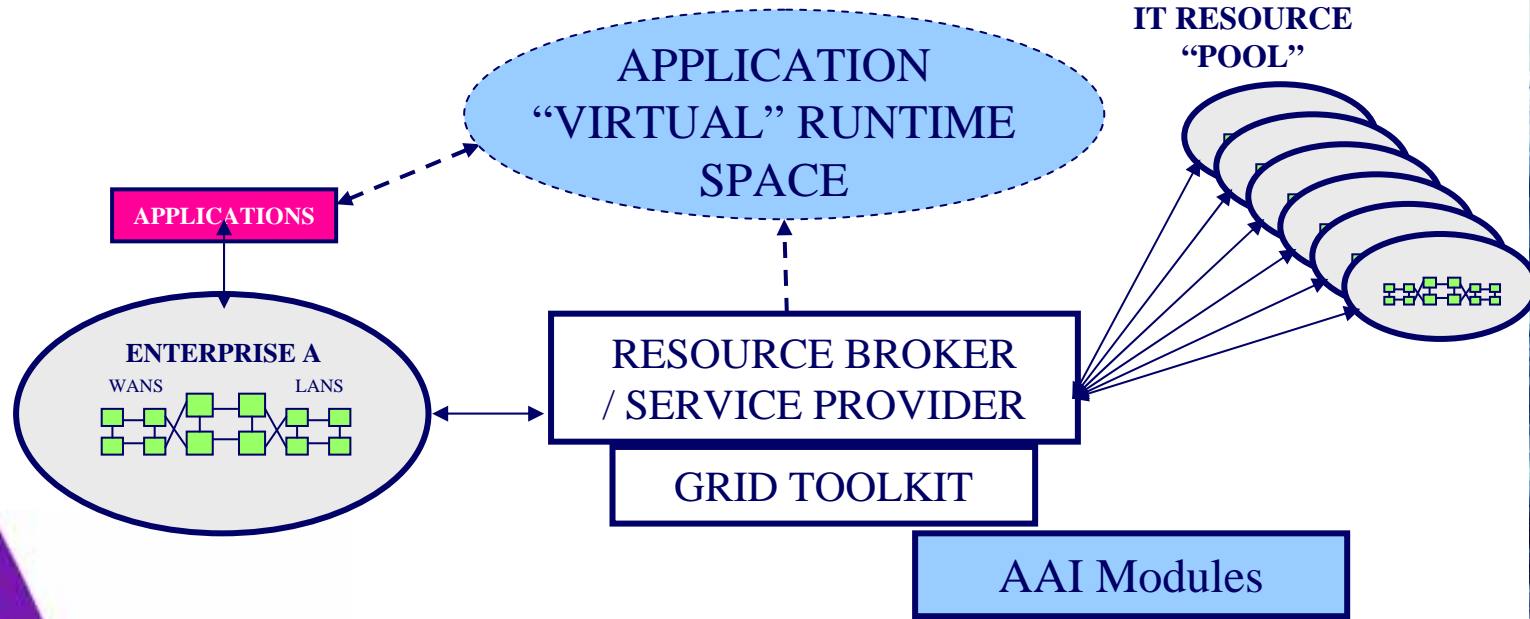 IT RESOURCE
“POOL”
APPLICATION
“VIRTUAL” RUNTIME
SPACE
APPLICATIONS
ENTERPRISE A
WANS LANS
RESOURCE BROKER
/ SERVICE PROVIDER
GRID TOOLKIT
AAI Modules